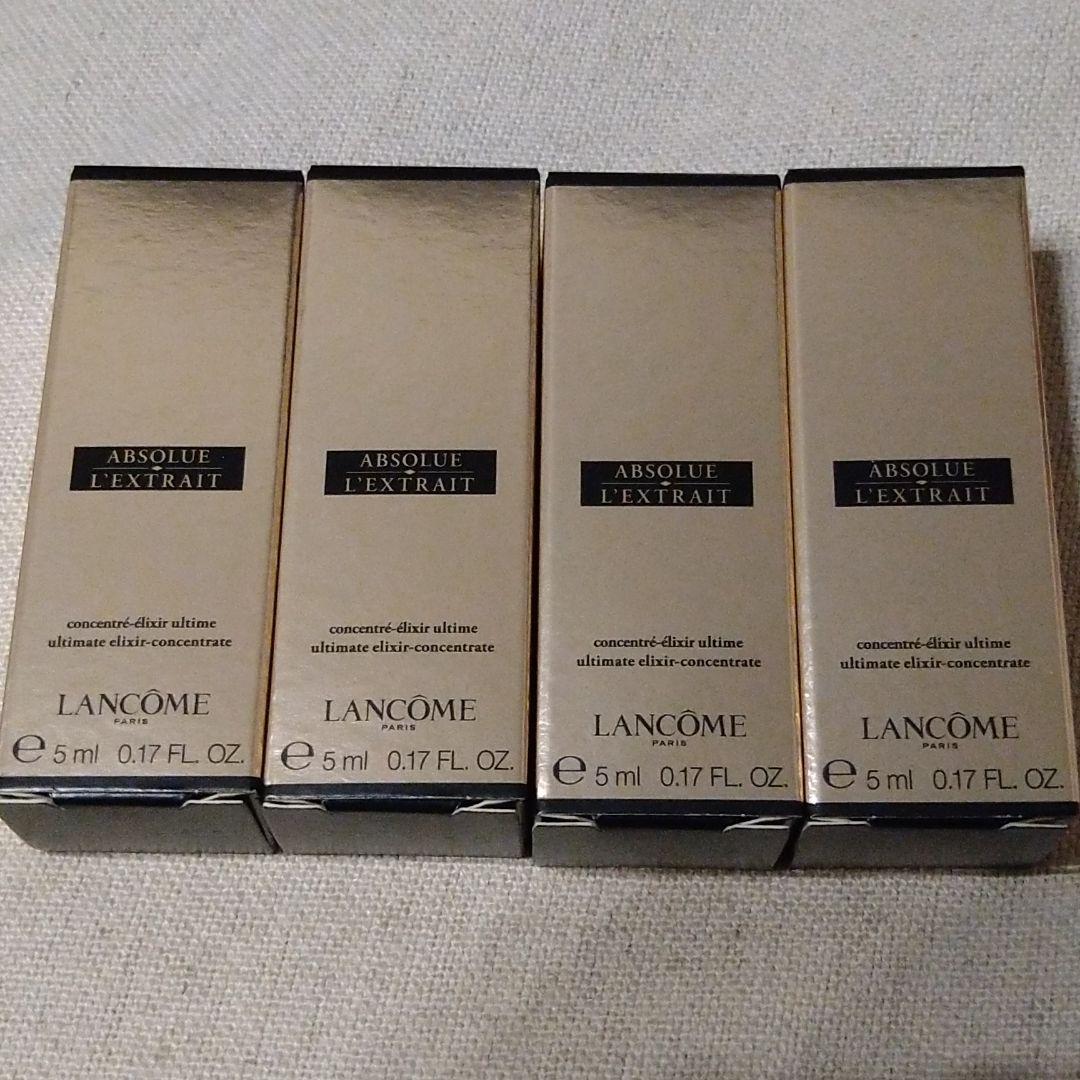 ABSOLUE
L'EXTRAIT
concentré-élixir ultime
ultimate elixir-concentrate
LANCÔME
PARIS
e 5 ml 0.17 FL. OZ.
ABSOLUE
L'EXTRAIT
concentré-élixir ultime
ultimate elixir-concentrate
LANCÔME
PARIS
e 5 ml 0.17 FL. OZ.
ABSOLUE
L'EXTRAIT
concentré-élixir ultime
ultimate elixir-concentrate
LANCÔME
PARIS
e 5 ml 0.17 FL. OZ.
ABSOLUE
L'EXTRAIT
concentré-élixir ultime
ultimate elixir-concentrate
LANCÔME
PARIS
e 5 ml 0.17 FL. OZ.